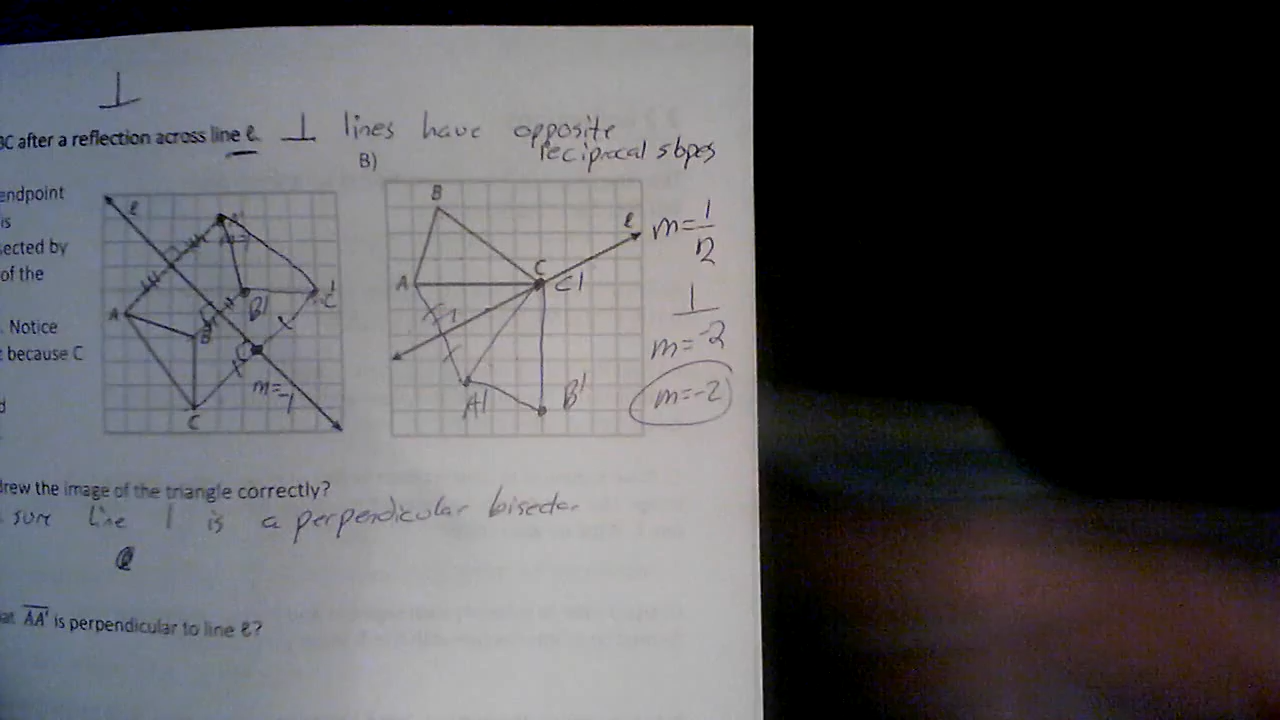 ⊥
BC after a reflection across line ℓ. ⊥ lines have opposite
reciprocal slopes
B)
endpoint
is
sected by
of the
. Notice
because C
d
ℓ
A
B
C
A'
B'
C'
m=-1
B
A
C
C'
ℓ
A'
B'
m=1/2
⊥
m=-2
m=-2
drew the image of the triangle correctly?
sure line l is a perpendicular bisector
ℓ
at AA' is perpendicular to line ℓ?